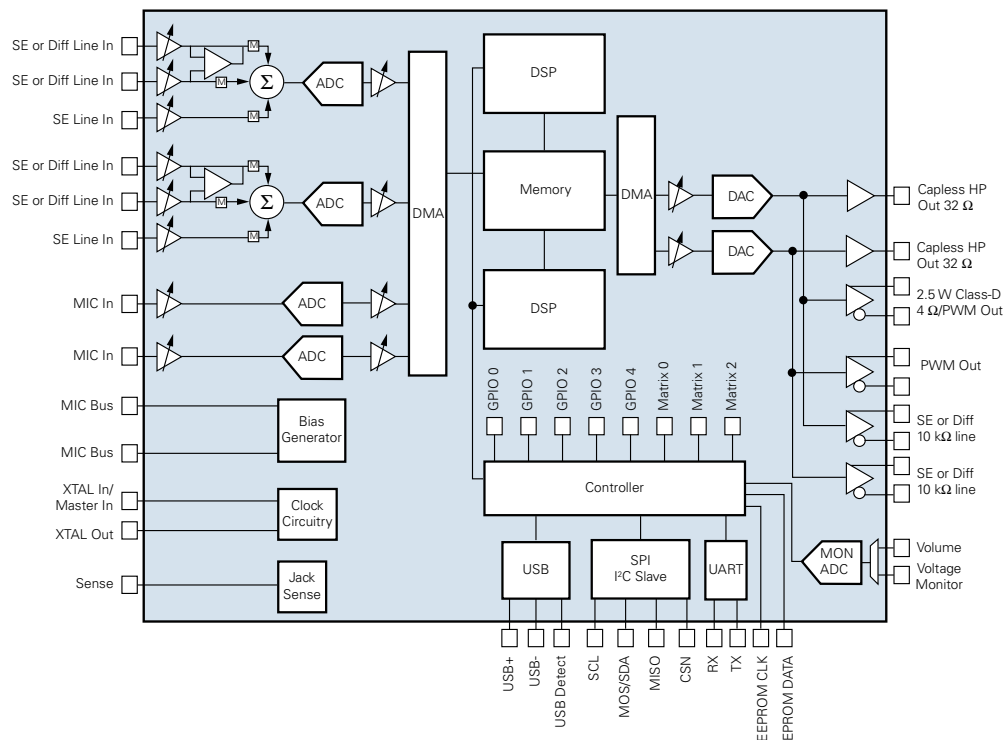 SE or Diff Line In
SE or Diff Line In
SE Line In
SE or Diff Line In
SE or Diff Line In
SE Line In
MIC In
MIC In
MIC Bus
MIC Bus
XTAL In/
Master In
XTAL Out
Sense
M
M
M
Σ
ADC
M
M
M
Σ
ADC
ADC
ADC
Bias
Generator
Clock
Circuitry
Jack
Sense
DMA
DSP
Memory
DSP
DMA
DAC
DAC
GPIO 0
GPIO 1
GPIO 2
GPIO 3
GPIO 4
Matrix 0
Matrix 1
Matrix 2
Controller
USB
SPI
I²C Slave
UART
MON
ADC
Capless HP
Out 32 Ω
Capless HP
Out 32 Ω
2.5 W Class-D
4 Ω/PWM Out
PWM Out
SE or Diff
10 kΩ line
SE or Diff
10 kΩ line
Volume
Voltage
Monitor
USB+
USB-
USB Detect
SCL
MOS/SDA
MISO
CSN
RX
TX
EEPROM CLK
EPROM DATA